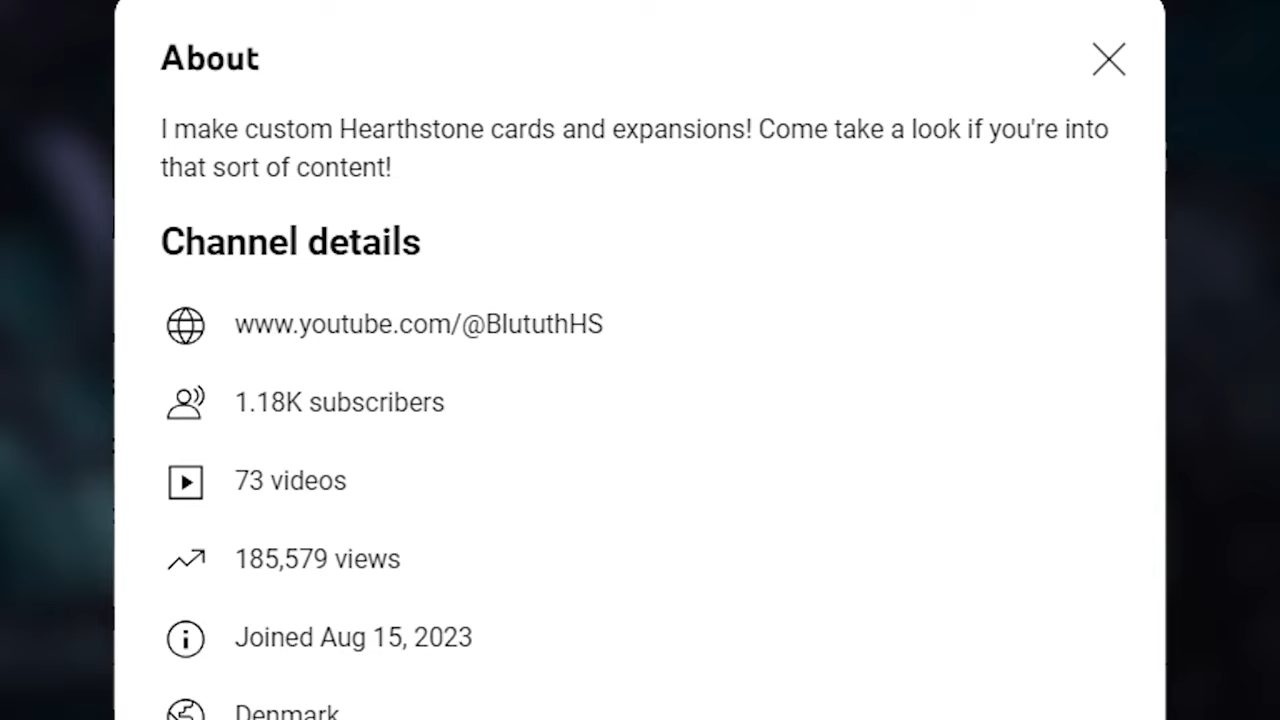 About
I make custom Hearthstone cards and expansions! Come take a look if you're into
that sort of content!
Channel details
www.youtube.com/@BlututhHS
1.18K subscribers
73 videos
185,579 views
Joined Aug 15, 2023
Denmark